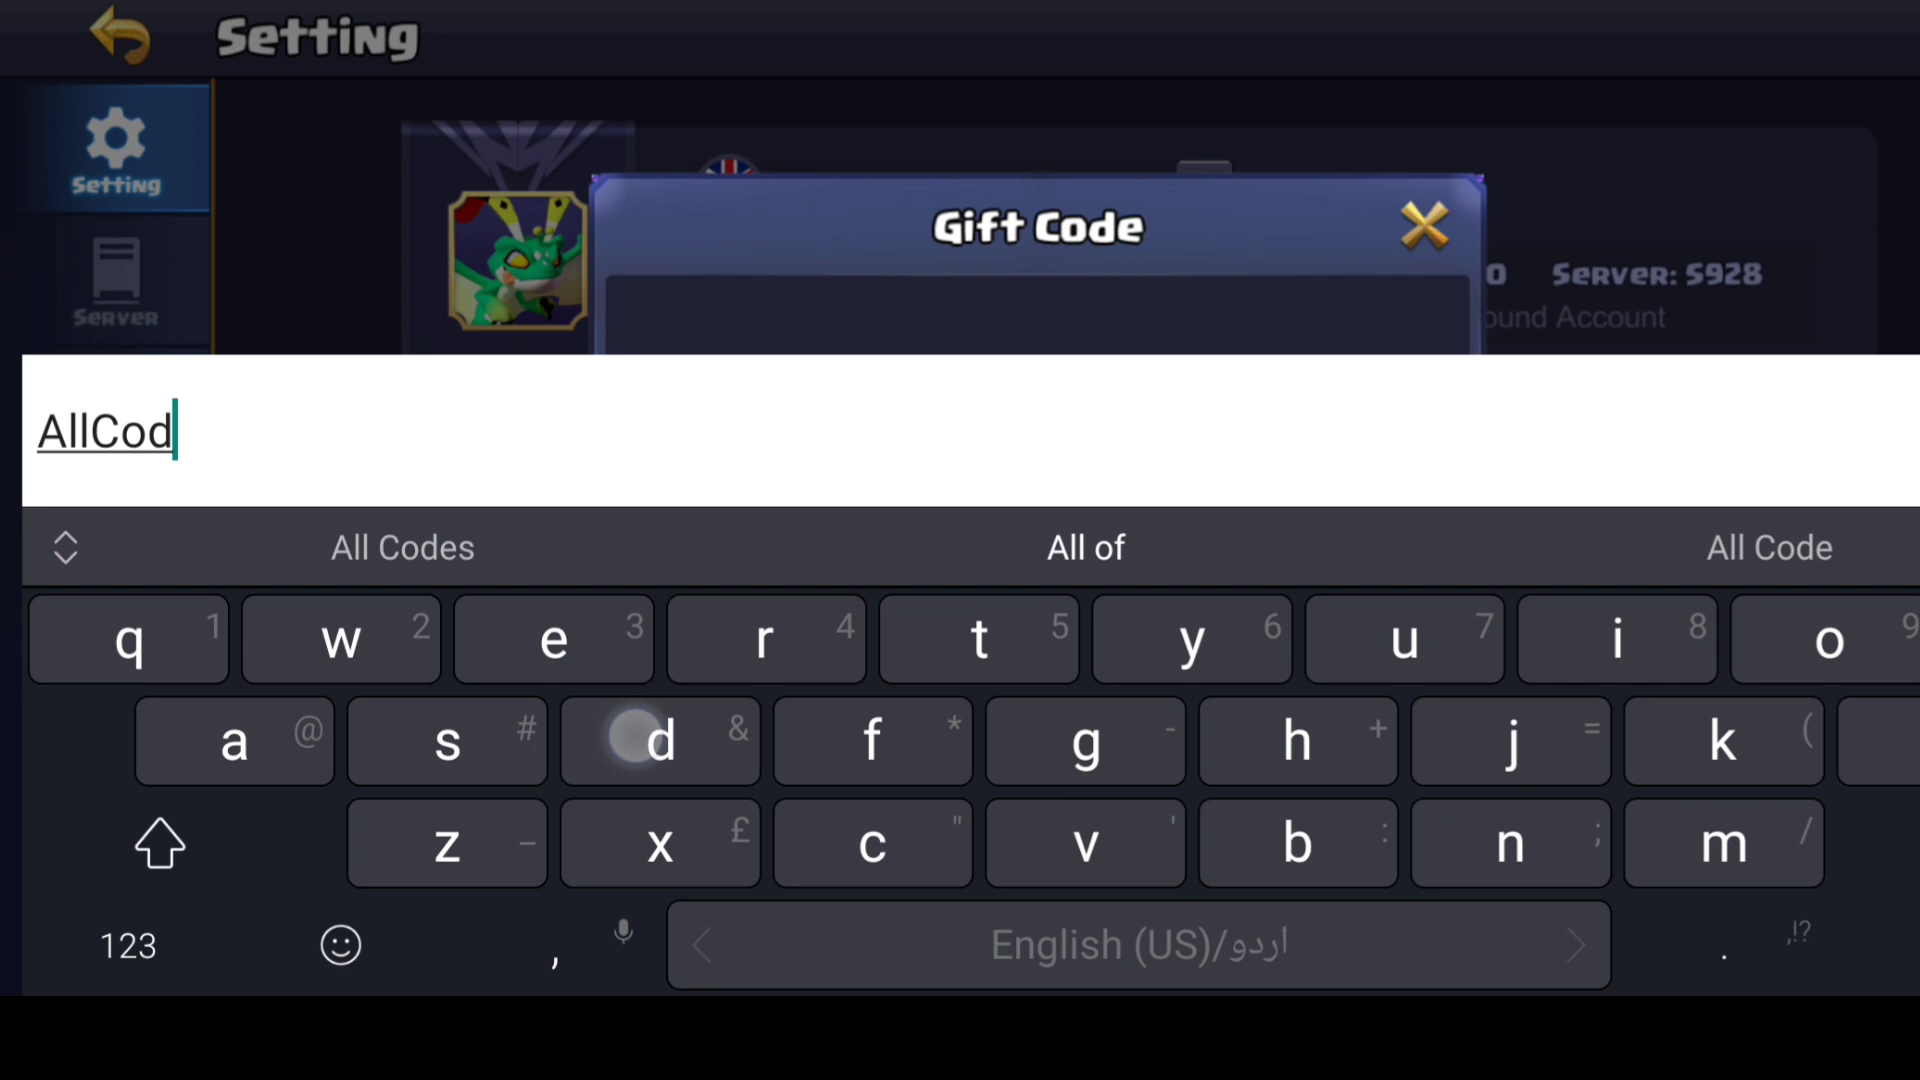 Setting
Setting
Server
Gift Code
0 Server: S928
ound Account
AllCod
All Codes All of All Code
q 1 w 2 e 3 r 4 t 5 y 6 u 7 i 8 o 9
a @ s # d & f * g - h + j = k (
z _ x £ c " v ' b : n ; m /
123 , English (US)/اردو . ,!?